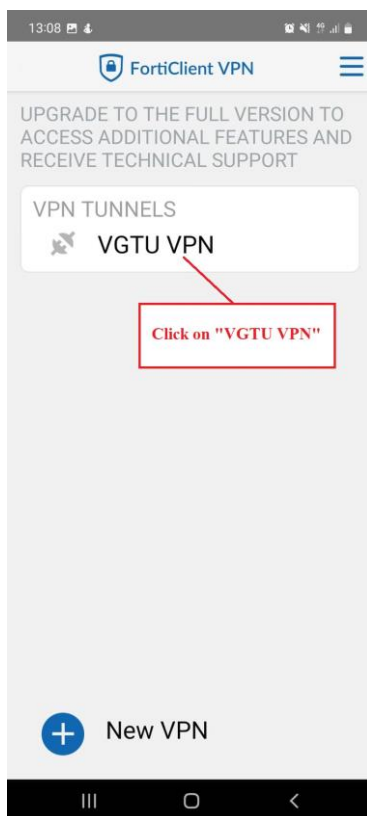 13:08
FortiClient VPN
UPGRADE TO THE FULL VERSION TO
ACCESS ADDITIONAL FEATURES AND
RECEIVE TECHNICAL SUPPORT
VPN TUNNELS
VGTU VPN
Click on "VGTU VPN"
New VPN